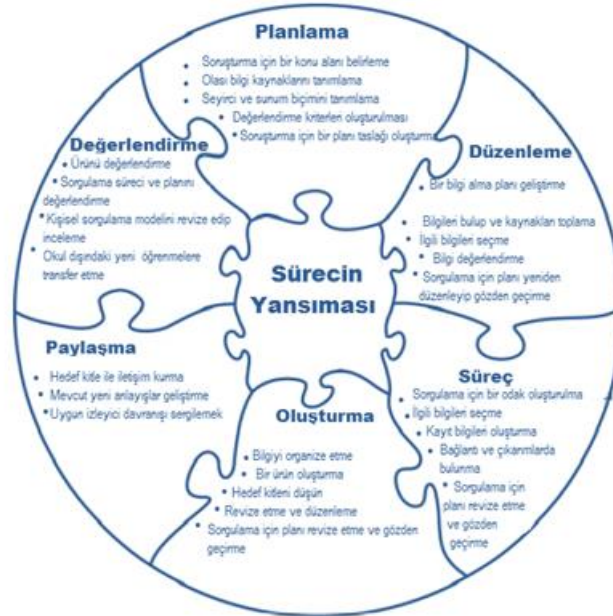 Planlama
Soruşturma için bir konu alanı belirleme
Olası bilgi kaynaklarını tanımlama
Seyirci ve sunum biçimini tanımlama
Değerlendirme kriterleri oluşturulması
Soruşturma için bir planı taslağı oluşturma
Düzenleme
Bir bilgi alma planı geliştirme
Bilgileri bulup ve kaynakları toplama
İlgili bilgileri seçme
Bilgi değerlendirme
Sorgulama için planı yeniden
düzenleyip gözden geçirme
Süreç
Sorgulama için bir odak oluşturulma
İlgili bilgileri seçme
Kayıt bilgileri oluşturma
Bağlantı ve çıkarımlarda
bulunma
Sorgulama için
planı revize etme
ve gözden
geçirme
Oluşturma
Bilgiyi organize etme
Bir ürün oluşturma
Hedef kitleni düşün
Revize etme ve düzenleme
Sorgulama için planı revize etme ve gözden
geçirme
Paylaşma
Hedef kitle ile iletişim kurma
Mevcut yeni anlayışlar geliştirme
Uygun izleyici davranışı sergilemek
Değerlendirme
Ürünü değerlendirme
Sorgulama süreci ve planını
değerlendirme
Kişisel sorgulama modelini revize edip
inceleme
Okul dışındaki yeni öğrenmelere
transfer etme
Sürecin
Yansıması